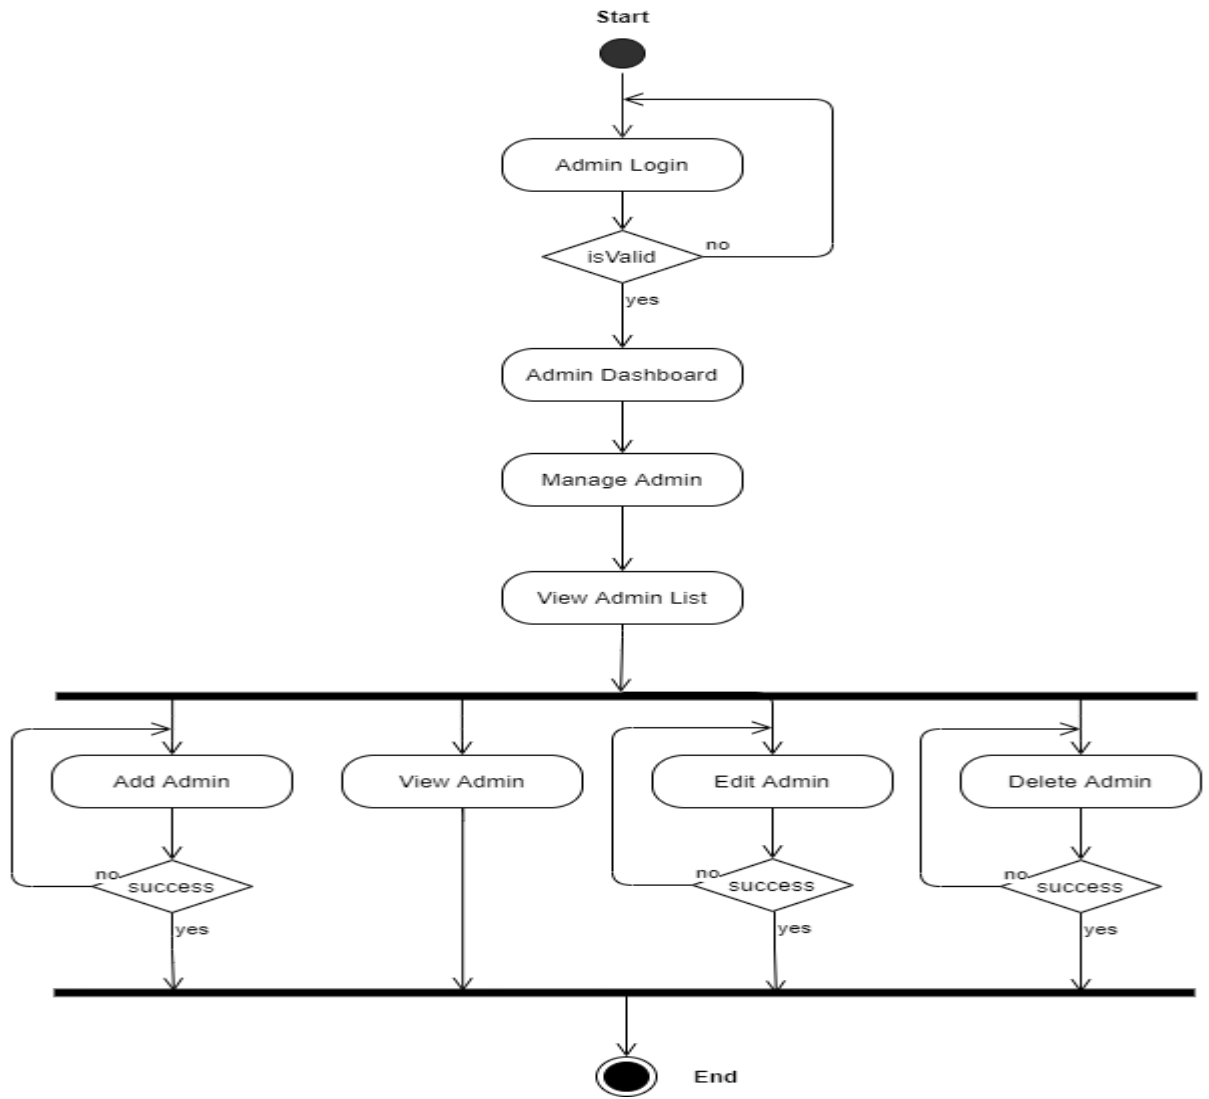 Start
Admin Login
isValid
no
yes
Admin Dashboard
Manage Admin
View Admin List
Add Admin
View Admin
Edit Admin
Delete Admin
no
success
no
success
no
success
yes
yes
yes
End